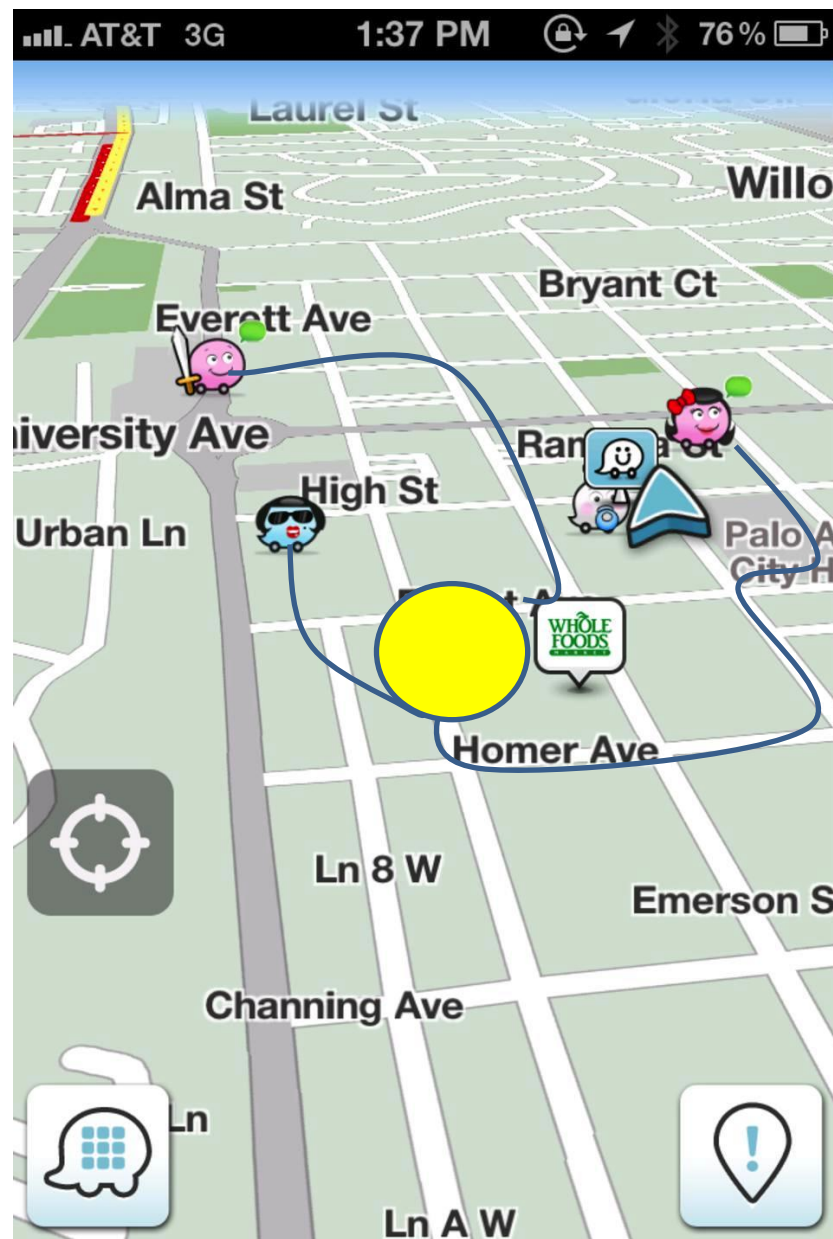 AT&T 3G 1:37 PM 76%
Laurel St
Alma St
Willo
Bryant Ct
Everett Ave
iversity Ave
High St
Urban Ln
Palo A
City H
WHOLE
FOODS
MARKET
Homer Ave
Ln 8 W
Emerson S
Channing Ave
Ln
Ln A W